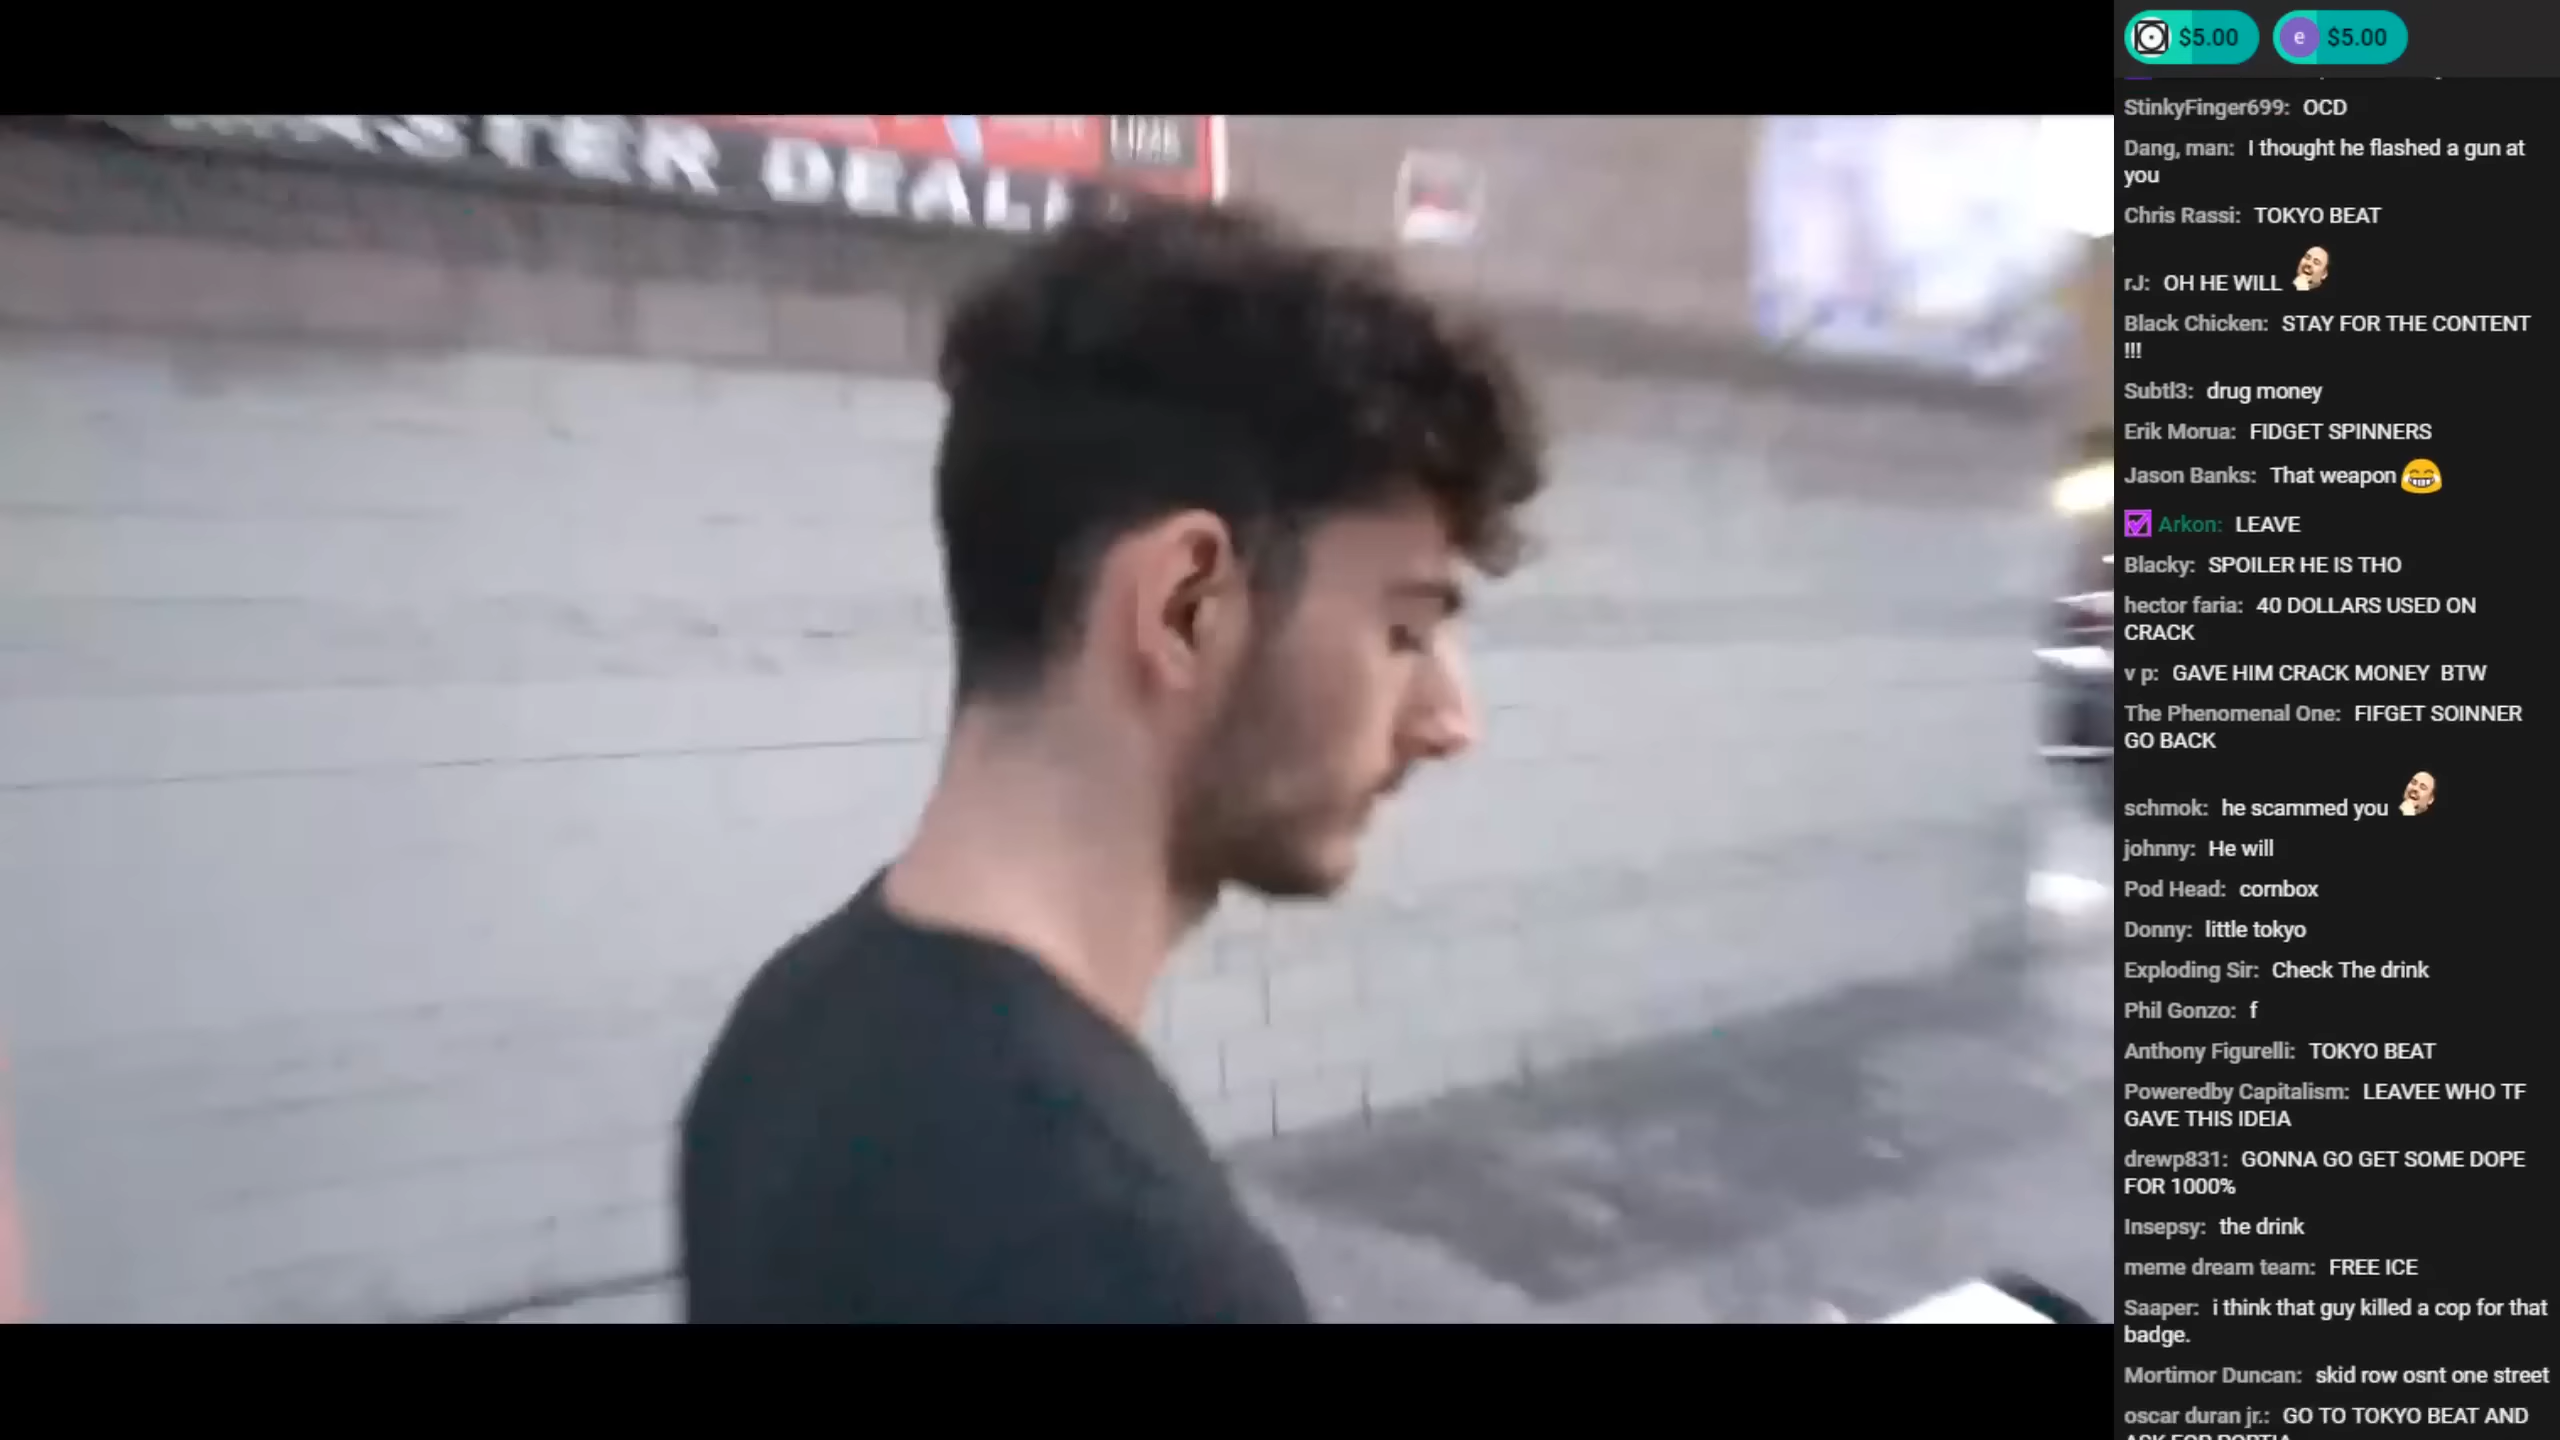 ASTER DEAL
$5.00
e
$5.00
StinkyFinger699: OCD
Dang, man: I thought he flashed a gun at
you
Chris Rassi: TOKYO BEAT
rJ: OH HE WILL
Black Chicken: STAY FOR THE CONTENT
!!!
Subtl3: drug money
Erik Morua: FIDGET SPINNERS
Jason Banks: That weapon
Arkon: LEAVE
Blacky: SPOILER HE IS THO
hector faria: 40 DOLLARS USED ON
CRACK
v p: GAVE HIM CRACK MONEY BTW
The Phenomenal One: FIFGET SOINNER
GO BACK
schmok: he scammed you
johnny: He will
Pod Head: cornbox
Donny: little tokyo
Exploding Sir: Check The drink
Phil Gonzo: f
Anthony Figurelli: TOKYO BEAT
Poweredby Capitalism: LEAVEE WHO TF
GAVE THIS IDEIA
drewp831: GONNA GO GET SOME DOPE
FOR 1000%
Insepsy: the drink
meme dream team: FREE ICE
Saaper: i think that guy killed a cop for that
badge.
Mortimor Duncan: skid row osnt one street
oscar duran jr.: GO TO TOKYO BEAT AND
ASK FOR PORTIA